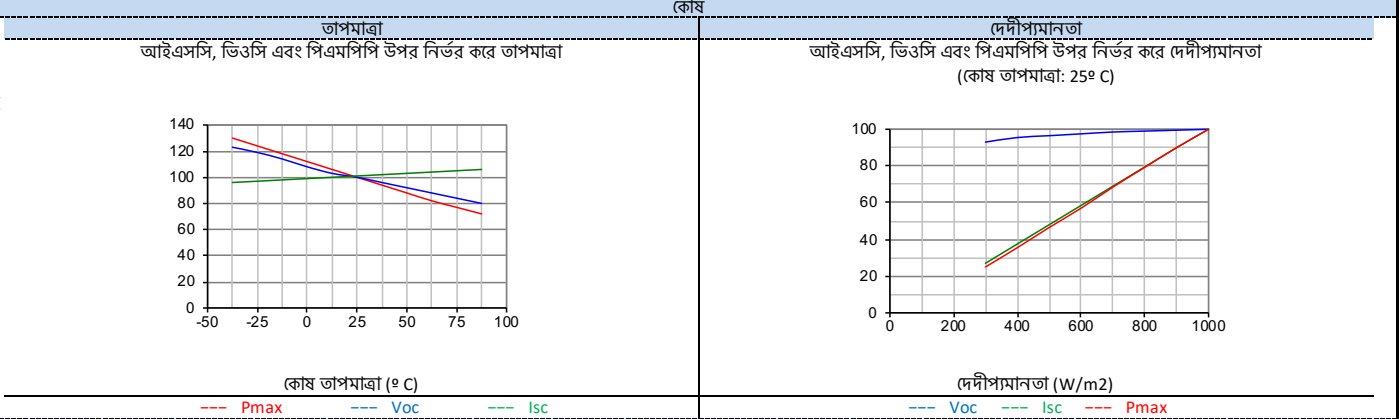 কোষ
তাপমাত্রা
আইএসসি, ভিওসি এবং পিএমপিপি উপর নির্ভর করে তাপমাত্রা
140
120
100
80
60
40
20
0
-50 -25 0 25 50 75 100
কোষ তাপমাত্রা (º C)
--- Pmax --- Voc --- Isc
দেদীপ্যমানতা
আইএসসি, ভিওসি এবং পিএমপিপি উপর নির্ভর করে দেদীপ্যমানতা
(কোষ তাপমাত্রা: 25º C)
100
80
60
40
20
0
0 200 400 600 800 1000
দেদীপ্যমানতা (W/m2)
--- Voc --- Isc --- Pmax